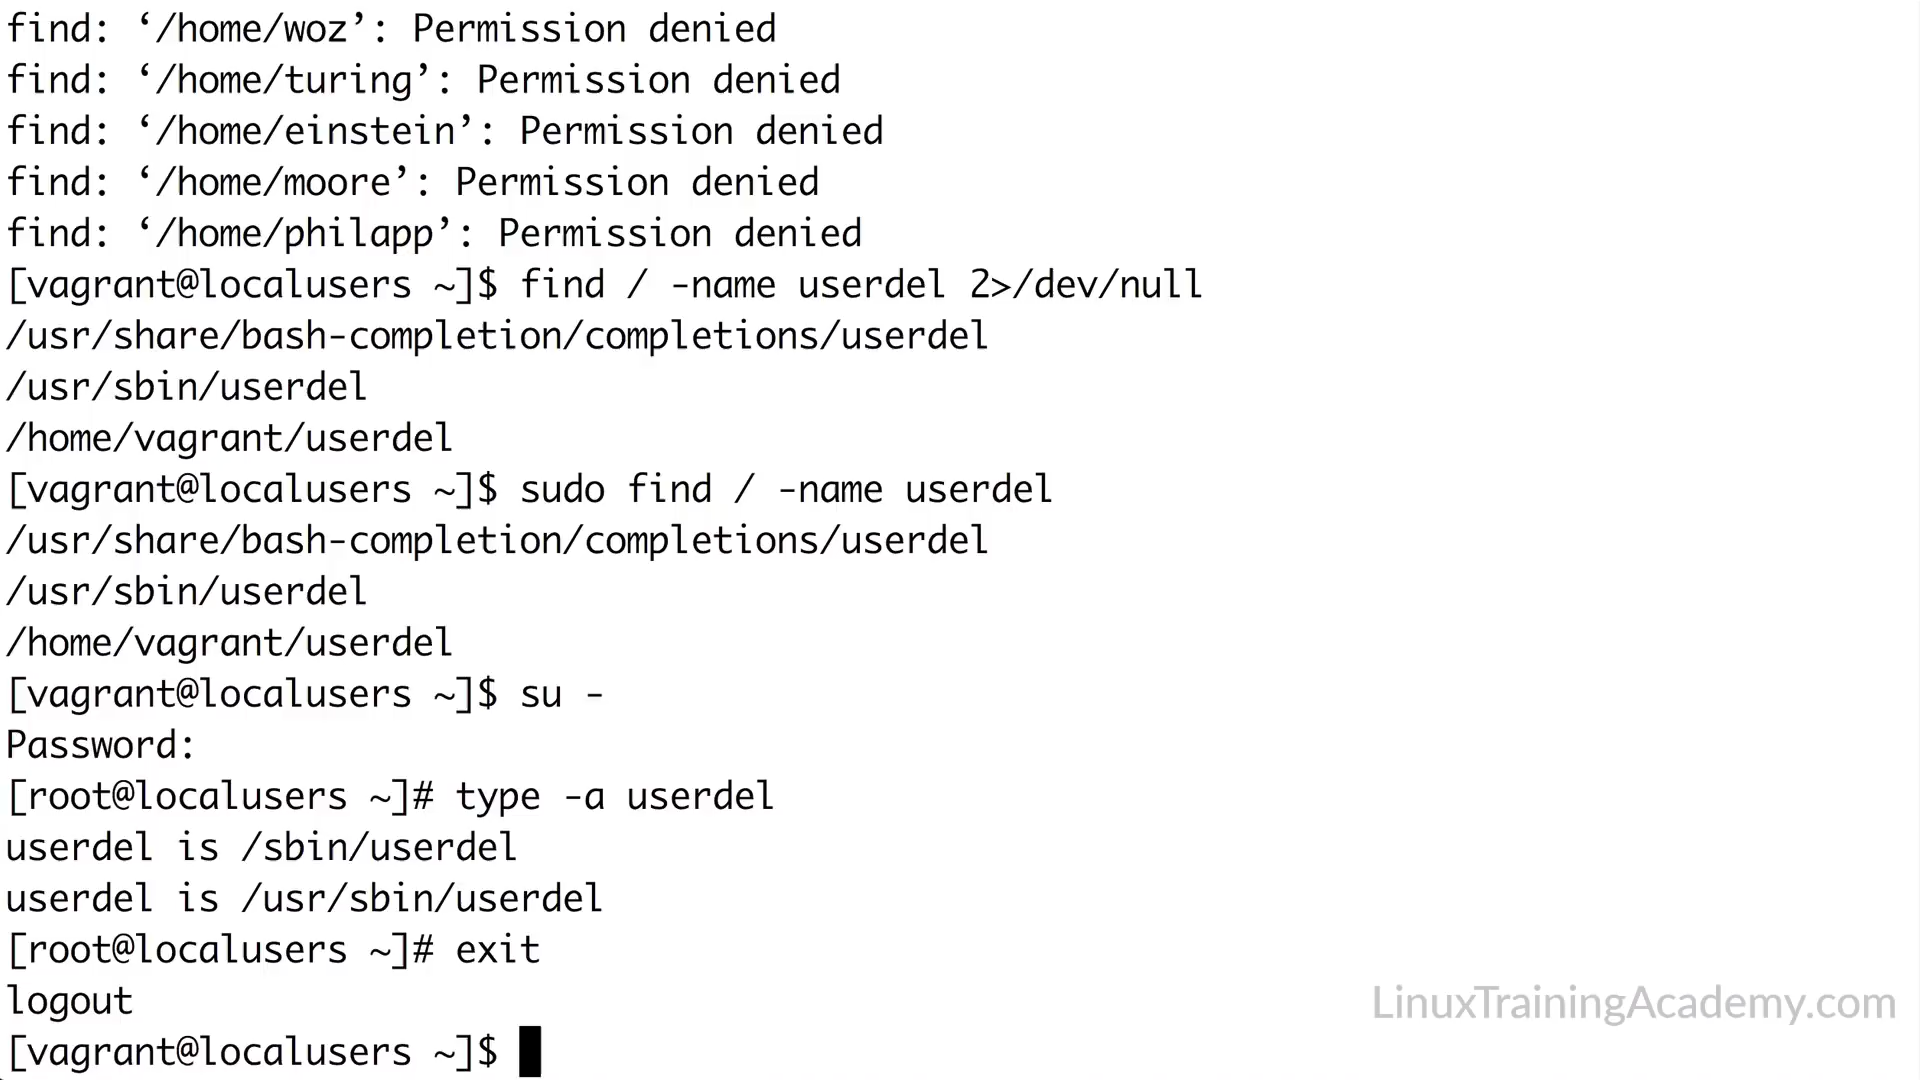 find: ‘/home/woz’: Permission denied
find: ‘/home/turing’: Permission denied
find: ‘/home/einstein’: Permission denied
find: ‘/home/moore’: Permission denied
find: ‘/home/philapp’: Permission denied
[vagrant@localusers ~]$ find / -name userdel 2>/dev/null
/usr/share/bash-completion/completions/userdel
/usr/sbin/userdel
/home/vagrant/userdel
[vagrant@localusers ~]$ sudo find / -name userdel
/usr/share/bash-completion/completions/userdel
/usr/sbin/userdel
/home/vagrant/userdel
[vagrant@localusers ~]$ su -
Password:
[root@localusers ~]# type -a userdel
userdel is /sbin/userdel
userdel is /usr/sbin/userdel
[root@localusers ~]# exit
logout
[vagrant@localusers ~]$
LinuxTrainingAcademy.com